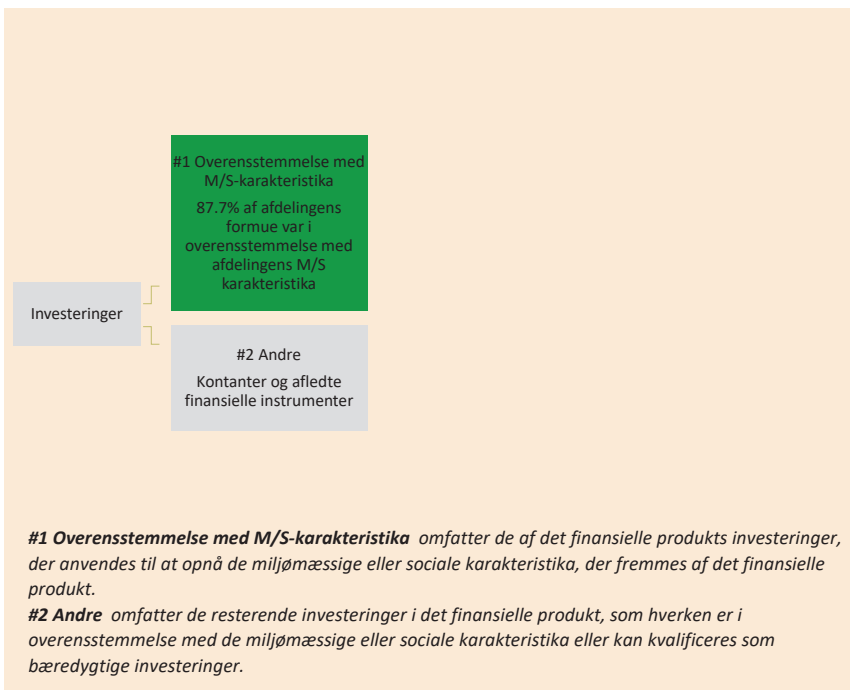 #1 Overensstemmelse med
M/S-karakteristika
87.7% af afdelingens
formue var i
overensstemmelse med
afdelingens M/S
karakteristika
Investeringer
#2 Andre
Kontanter og afledte
finansielle instrumenter
#1 Overensstemmelse med M/S-karakteristika omfatter de af det finansielle produkts investeringer,
der anvendes til at opnå de miljømæssige eller sociale karakteristika, der fremmes af det finansielle
produkt.
#2 Andre omfatter de resterende investeringer i det finansielle produkt, som hverken er i
overensstemmelse med de miljømæssige eller sociale karakteristika eller kan kvalificeres som
bæredygtige investeringer.